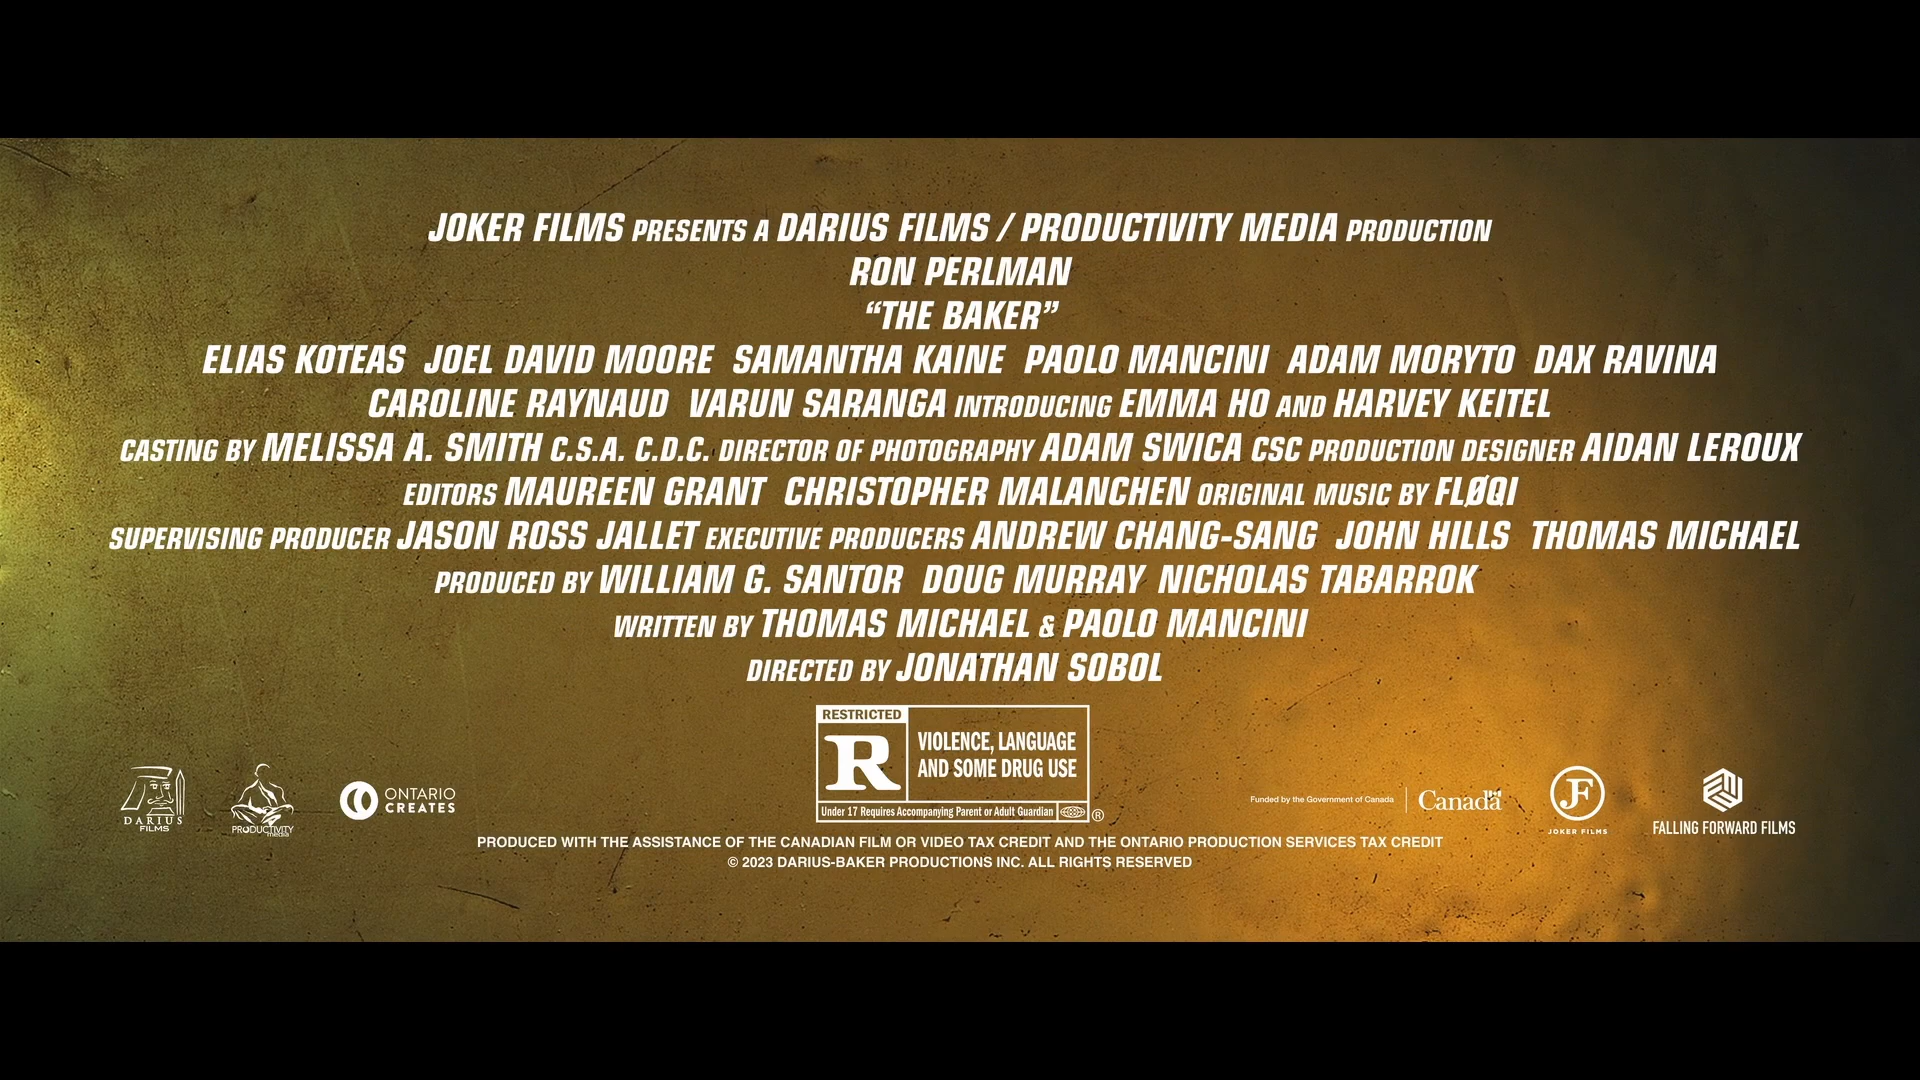 JOKER FILMS PRESENTS A DARIUS FILMS / PRODUCTIVITY MEDIA PRODUCTION
RON PERLMAN
“THE BAKER”
ELIAS KOTEAS JOEL DAVID MOORE SAMANTHA KAINE PAOLO MANCINI ADAM MORYTO DAX RAVINA
CAROLINE RAYNAUD VARUN SARANGA INTRODUCING EMMA HO AND HARVEY KEITEL
CASTING BY MELISSA A. SMITH C.S.A. C.D.C. DIRECTOR OF PHOTOGRAPHY ADAM SWICA CSC PRODUCTION DESIGNER AIDAN LEROUX
EDITORS MAUREEN GRANT CHRISTOPHER MALANCHEN ORIGINAL MUSIC BY FLØQI
SUPERVISING PRODUCER JASON ROSS JALLET EXECUTIVE PRODUCERS ANDREW CHANG-SANG JOHN HILLS THOMAS MICHAEL
PRODUCED BY WILLIAM G. SANTOR DOUG MURRAY NICHOLAS TABARROK
WRITTEN BY THOMAS MICHAEL & PAOLO MANCINI
DIRECTED BY JONATHAN SOBOL
RESTRICTED
R
VIOLENCE, LANGUAGE
AND SOME DRUG USE
Under 17 Requires Accompanying Parent or Adult Guardian ®
DARIUS
FILMS
PRODUCTIVITY
media
ONTARIO
CREATES
Funded by the Government of Canada
Canada
JF
JOKER FILMS
FALLING FORWARD FILMS
PRODUCED WITH THE ASSISTANCE OF THE CANADIAN FILM OR VIDEO TAX CREDIT AND THE ONTARIO PRODUCTION SERVICES TAX CREDIT
© 2023 DARIUS-BAKER PRODUCTIONS INC. ALL RIGHTS RESERVED